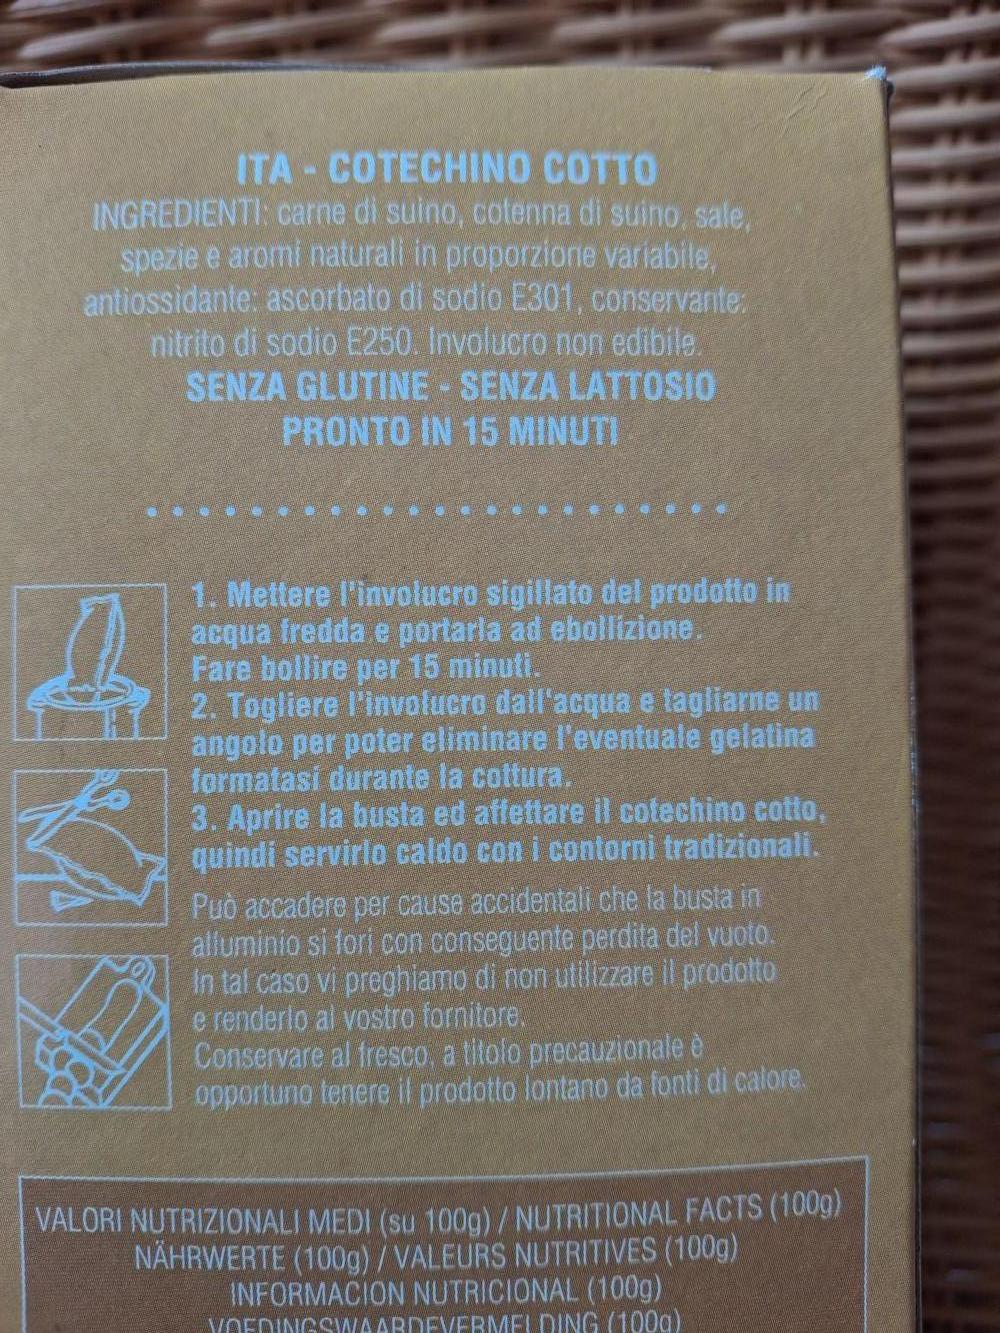 ITA - COTECHINO COTTO
INGREDIENTI: carne di suino, cotenna di suino, sale,
spezie e aromi naturali in proporzione variabile,
antiossidante: ascorbato di sodio E301, conservante:
nitrito di sodio E250. Involucro non edibile.
SENZA GLUTINE - SENZA LATTOSIO
PRONTO IN 15 MINUTI
1. Mettere l'involucro sigillato del prodotto in
acqua fredda e portarla ad ebollizione.
Fare bollire per 15 minuti.
2. Togliere l'involucro dall'acqua e tagliarne un
angolo per poter eliminare l'eventuale gelatina
formatasi durante la cottura.
3. Aprire la busta ed affettare il cotechino cotto,
quindi servirlo caldo con i contorni tradizionali.
Può accadere per cause accidentali che la busta in
alluminio si fori con conseguente perdita del vuoto.
In tal caso vi preghiamo di non utilizzare il prodotto
e renderlo al vostro fornitore.
Conservare al fresco, a titolo precauzionale è
opportuno tenere il prodotto lontano da fonti di calore.
VALORI NUTRIZIONALI MEDI (su 100g) / NUTRITIONAL FACTS (100g)
NÄHRWERTE (100g) / VALEURS NUTRITIVES (100g)
INFORMACION NUTRICIONAL (100g)
VOEDINGSWAARDEVERMELDING (100g)